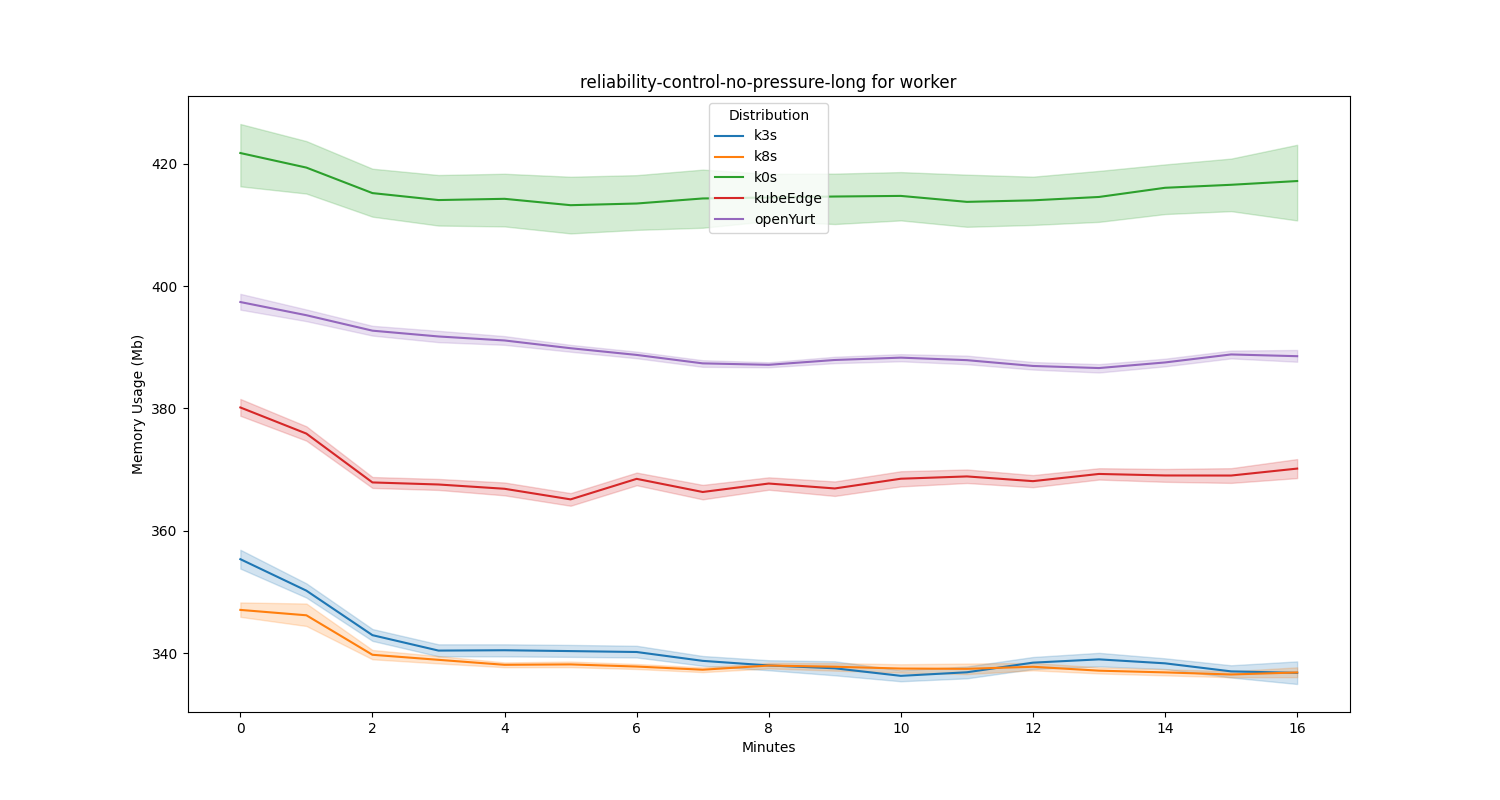 reliability-control-no-pressure-long for worker
Distribution
k3s
k8s
k0s
kubeEdge
openYurt
Memory Usage (Mb)
420
400
380
360
340
0 2 4 6 8 10 12 14 16
Minutes